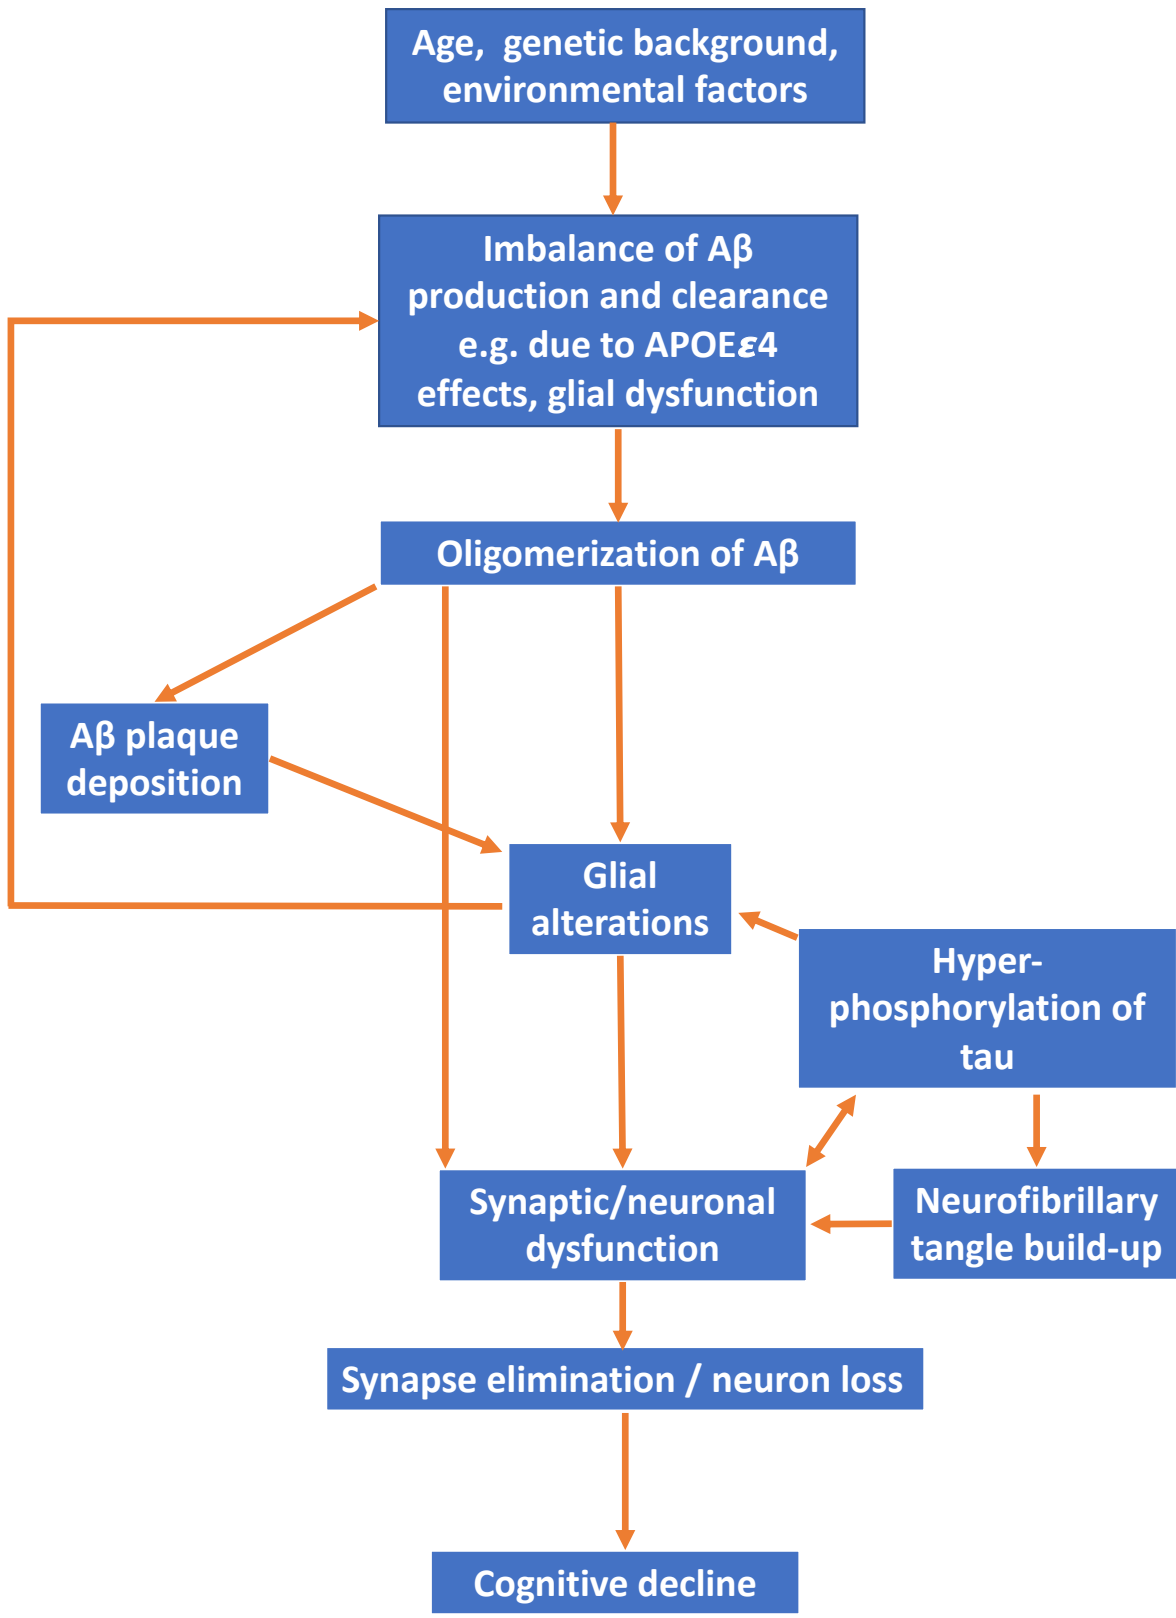 Age, genetic background,
environmental factors
Imbalance of Aβ
production and clearance
e.g. due to APOEε4
effects, glial dysfunction
Oligomerization of Aβ
Aβ plaque
deposition
Glial
alterations
Hyper-
phosphorylation of
tau
Synaptic/neuronal
dysfunction
Neurofibrillary
tangle build-up
Synapse elimination / neuron loss
Cognitive decline